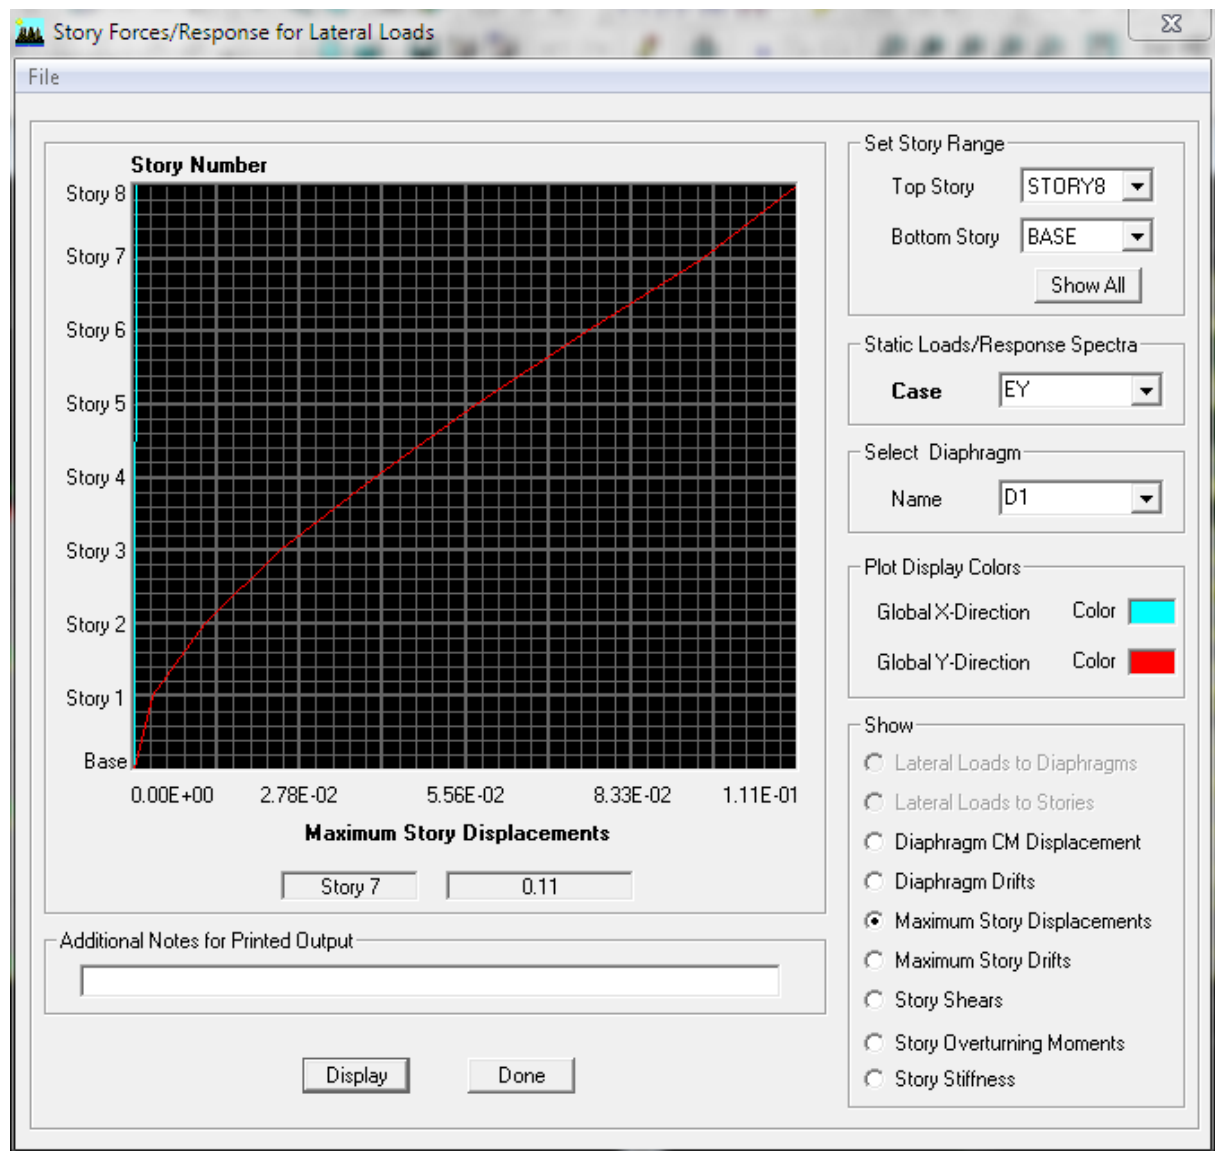 Story Forces/Response for Lateral Loads
File
Story Number
Story 8
Story 7
Story 6
Story 5
Story 4
Story 3
Story 2
Story 1
Base
0.00E+00 2.78E-02 5.56E-02 8.33E-02 1.11E-01
Maximum Story Displacements
Story 7 0.11
Additional Notes for Printed Output
Display Done
Set Story Range
Top Story STORY8
Bottom Story BASE
Show All
Static Loads/Response Spectra
Case EY
Select Diaphragm
Name D1
Plot Display Colors
Global X-Direction Color
Global Y-Direction Color
Show
Lateral Loads to Diaphragms
Lateral Loads to Stories
Diaphragm CM Displacement
Diaphragm Drifts
Maximum Story Displacements
Maximum Story Drifts
Story Shears
Story Overturning Moments
Story Stiffness